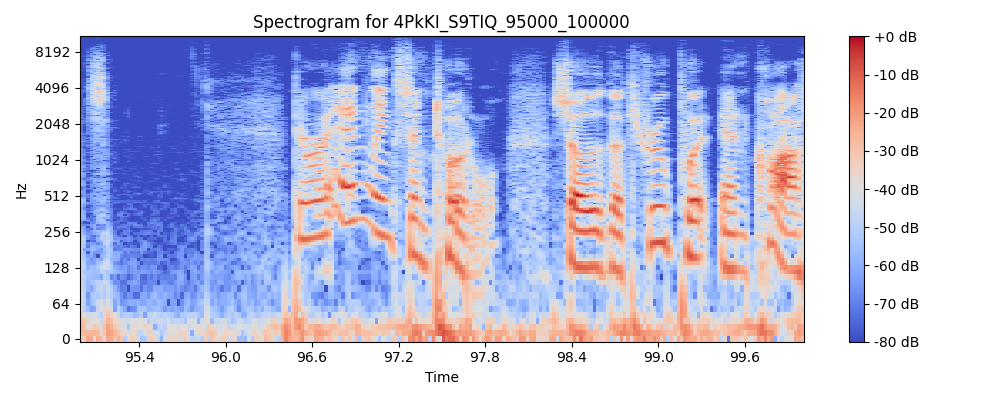 Spectrogram for 4PkKI_S9TIQ_95000_100000
Hz
8192
4096
2048
1024
512
256
128
64
0
95.4 96.0 96.6 97.2 97.8 98.4 99.0 99.6
Time
+0 dB
-10 dB
-20 dB
-30 dB
-40 dB
-50 dB
-60 dB
-70 dB
-80 dB